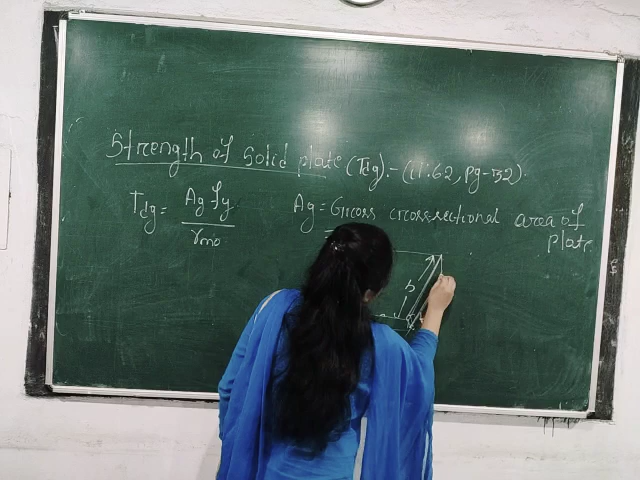 Strength of Solid plate (Tdg):- (cl:6.2, pg-32).
Tdg = Ag fy / γmo
Ag = Gross cross-sectional area of
plate
b